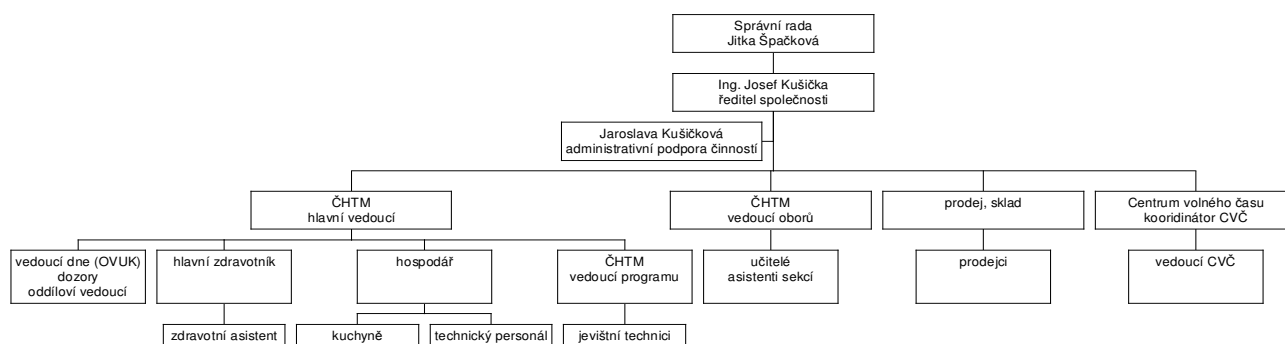 Správní rada
Jitka Špačková
Ing. Josef Kušička
ředitel společnosti
Jaroslava Kušičková
administrativní podpora činností
ČHTM
hlavní vedoucí
ČHTM
vedoucí oborů
prodej, sklad
Centrum volného času
kooridinátor CVČ
vedoucí dne (OVUK)
dozory
oddíloví vedoucí
hlavní zdravotník
hospodář
ČHTM
vedoucí programu
učitelé
asistenti sekcí
prodejci
vedoucí CVČ
zdravotní asistent
kuchyně
technický personál
jevištní technici